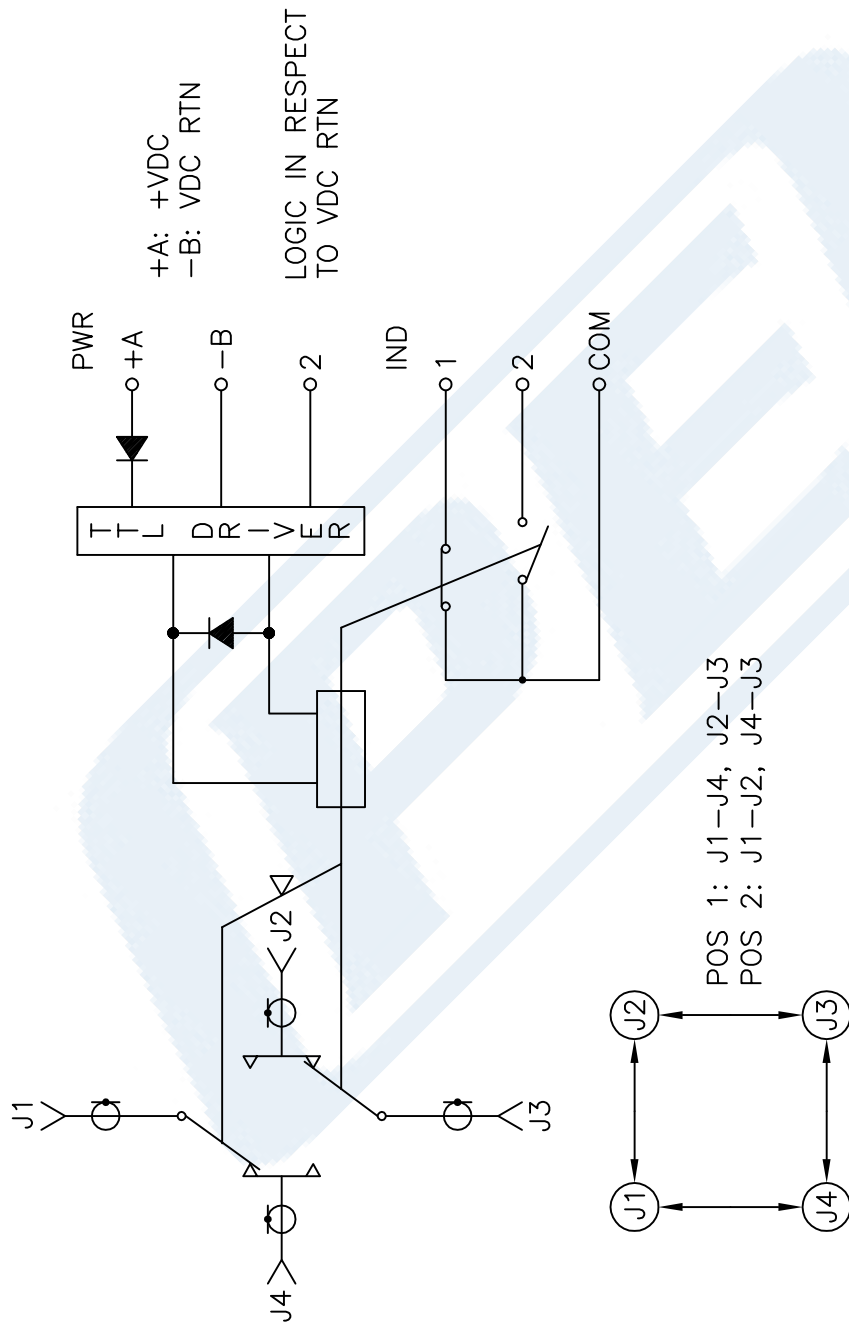 PWR
+A
-B
2
+A: +VDC
-B: VDC RTN
LOGIC IN RESPECT
TO VDC RTN
TTL DRIVER
IND
1
2
COM
J1
J2
J3
J4
J1
J2
J3
J4
POS 1: J1-J4, J2-J3
POS 2: J1-J2, J4-J3